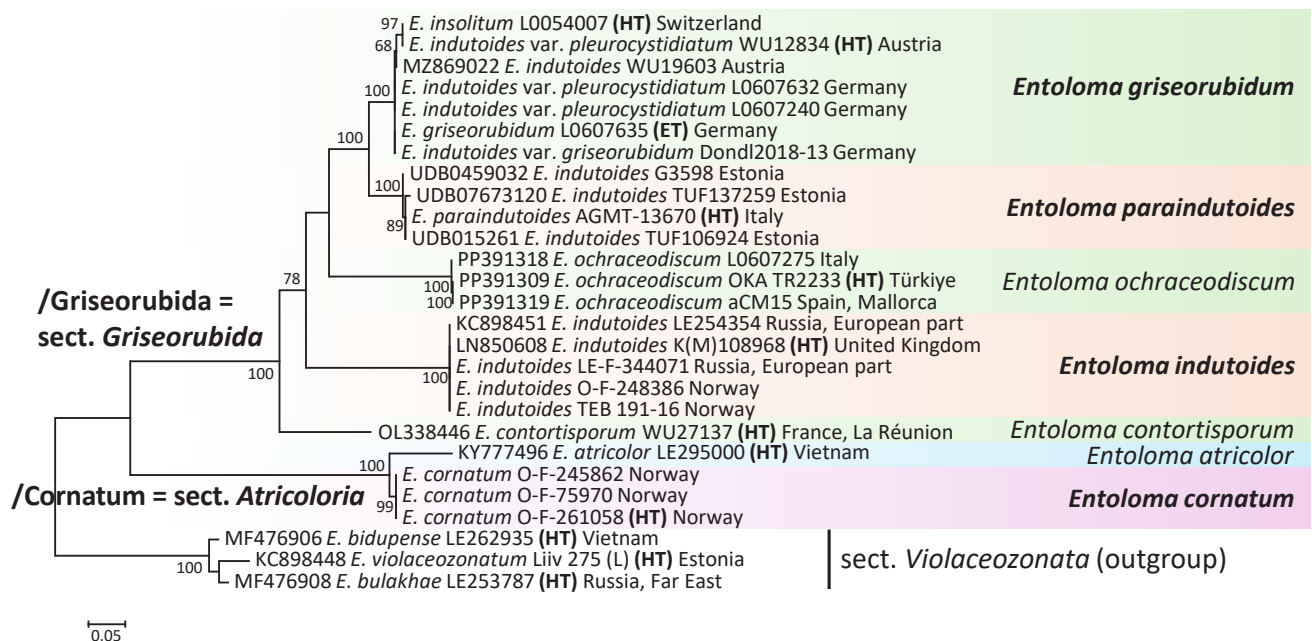 97
E. insolitum L0054007 (HT) Switzerland
68
E. indutoides var. pleurocystidiatum WU12834 (HT) Austria
MZ869022 E. indutoides WU19603 Austria
100
E. indutoides var. pleurocystidiatum L0607632 Germany
Entoloma griseorubidum
E. indutoides var. pleurocystidiatum L0607240 Germany
100
E. griseorubidum L0607635 (ET) Germany
E. indutoides var. griseorubidum Dondl2018-13 Germany
100
UDB0459032 E. indutoides G3598 Estonia
UDB07673120 E. indutoides TUF137259 Estonia
Entoloma paraindutoides
89
E. paraindutoides AGMT-13670 (HT) Italy
UDB015261 E. indutoides TUF106924 Estonia
PP391318 E. ochraceodiscum L0607275 Italy
78
100
PP391309 E. ochraceodiscum OKA TR2233 (HT) Türkiye
Entoloma ochraceodiscum
100
PP391319 E. ochraceodiscum aCM15 Spain, Mallorca
/Griseorubida =
sect. Griseorubida
KC898451 E. indutoides LE254354 Russia, European part
LN850608 E. indutoides K(M)108968 (HT) United Kingdom
100
E. indutoides LE-F-344071 Russia, European part
Entoloma indutoides
100
E. indutoides O-F-248386 Norway
E. indutoides TEB 191-16 Norway
OL338446 E. contortisporum WU27137 (HT) France, La Réunion
Entoloma contortisporum
100
KY777496 E. atricolor LE295000 (HT) Vietnam
Entoloma atricolor
/Cornatum = sect. Atricoloria
E. cornatum O-F-245862 Norway
99
E. cornatum O-F-75970 Norway
Entoloma cornatum
E. cornatum O-F-261058 (HT) Norway
MF476906 E. bidupense LE262935 (HT) Vietnam
100
KC898448 E. violaceozonatum Liiv 275 (L) (HT) Estonia
sect. Violaceozonata (outgroup)
MF476908 E. bulakhae LE253787 (HT) Russia, Far East
0.05